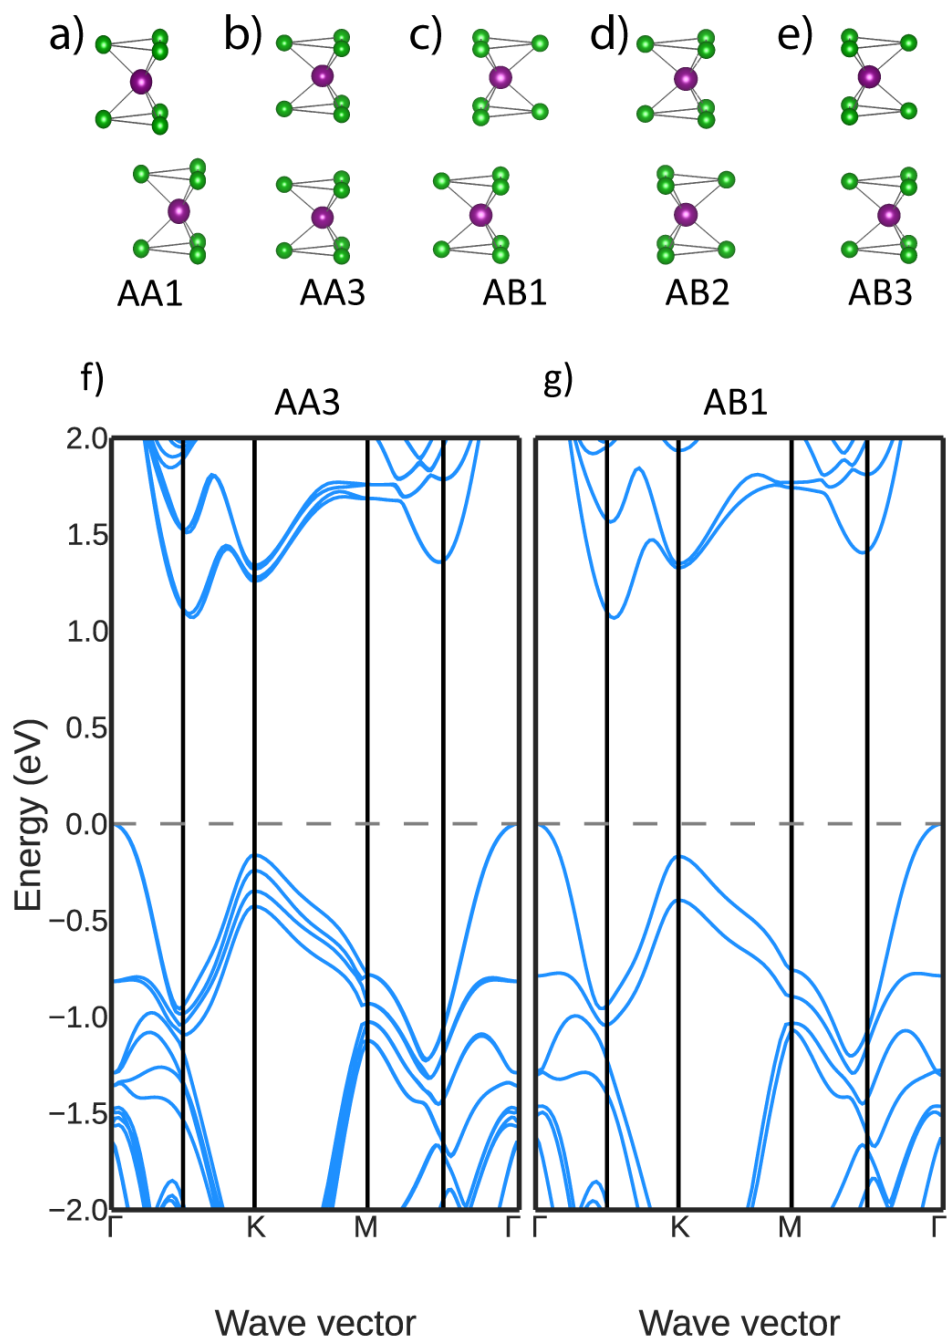 a) b) c) d) e)
AA1 AA3 AB1 AB2 AB3
f) g)
AA3 AB1
2.0
1.5
1.0
0.5
0.0
−0.5
−1.0
−1.5
−2.0
Energy (eV)
Γ K M Γ Γ K M Γ
Wave vector Wave vector